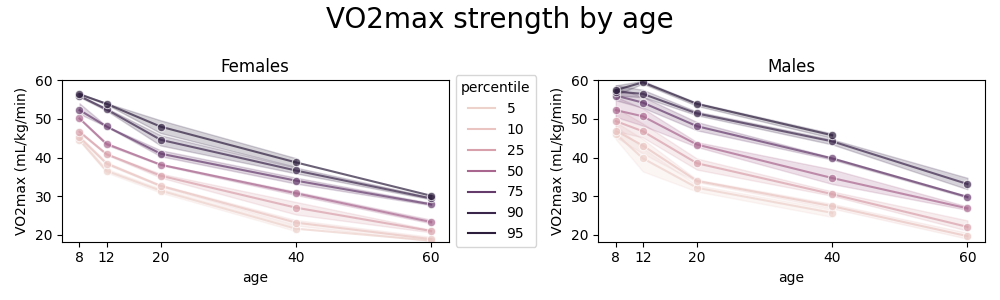 VO2max strength by age
Females
VO2max (mL/kg/min)
60
50
40
30
20
8 12 20 40 60
age
percentile
5
10
25
50
75
90
95
Males
VO2max (mL/kg/min)
60
50
40
30
20
8 12 20 40 60
age